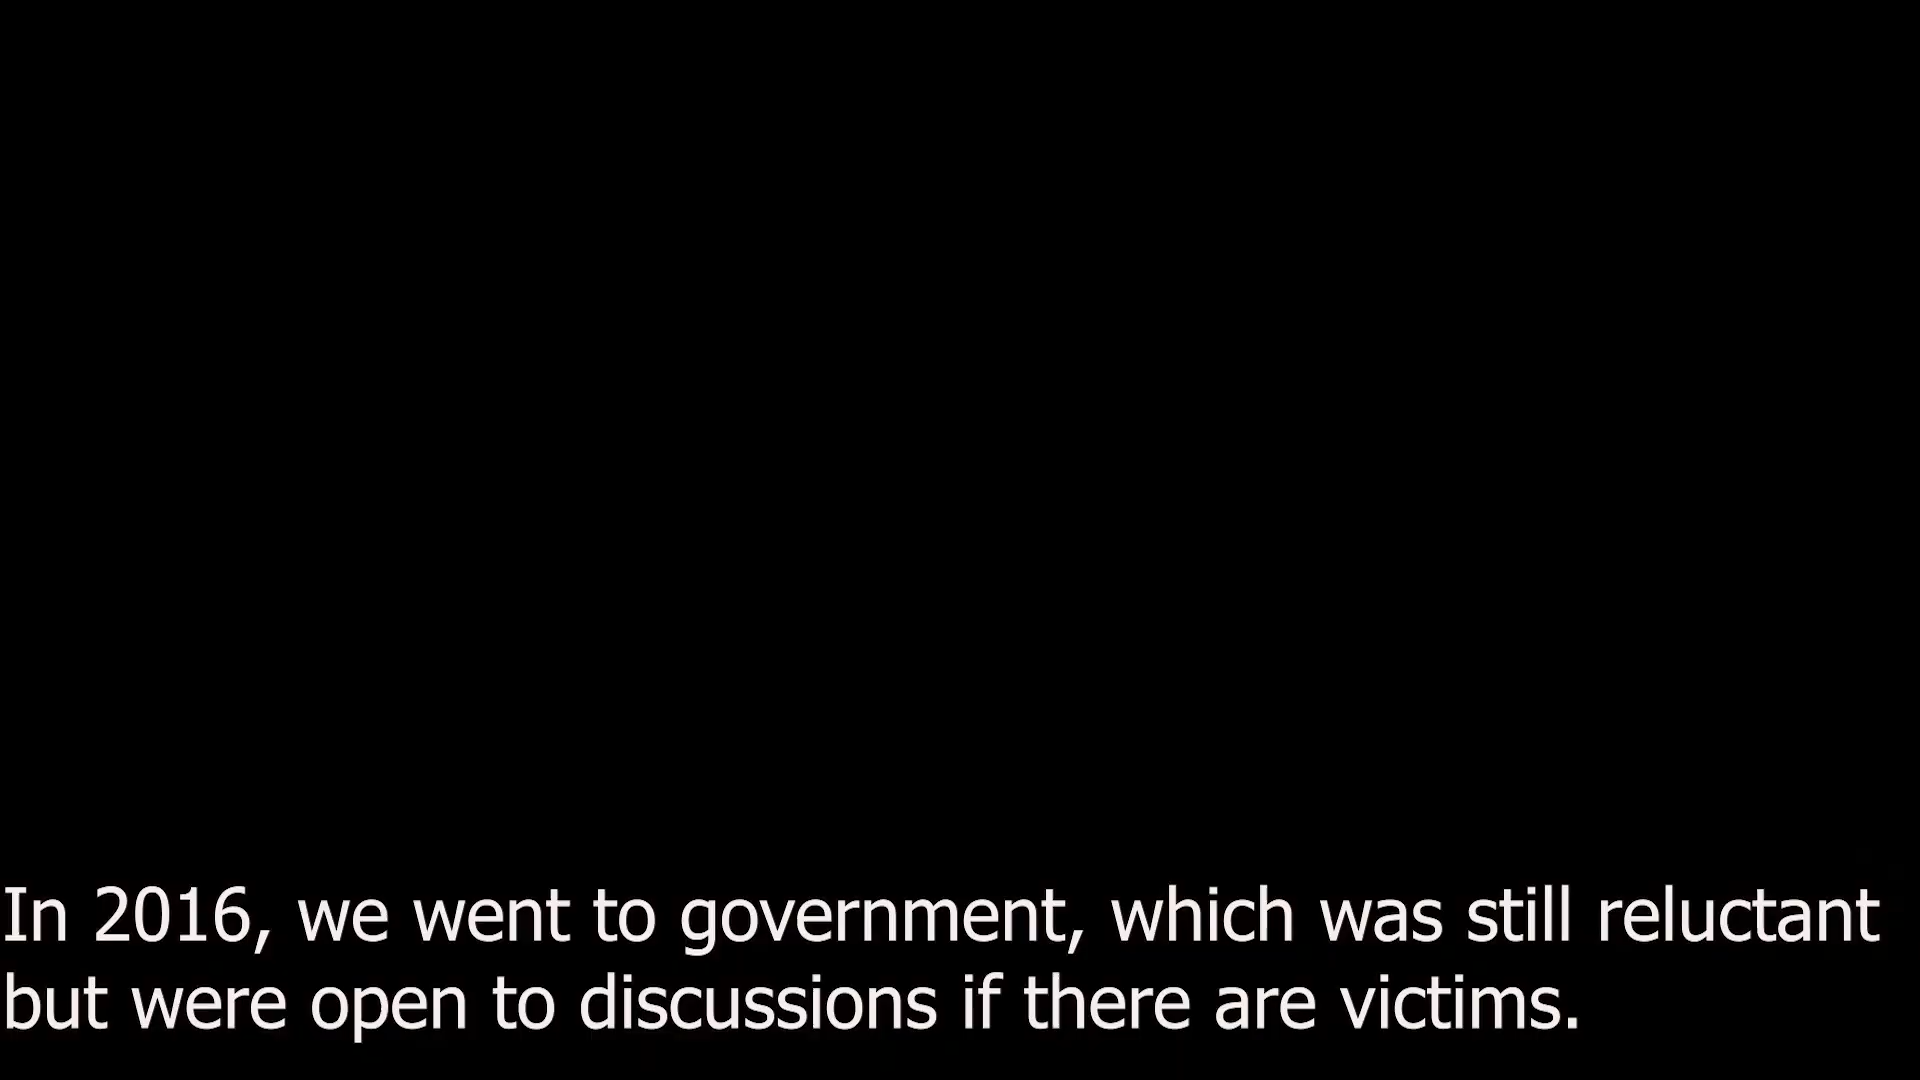 In 2016, we went to government, which was still reluctant
but were open to discussions if there are victims.